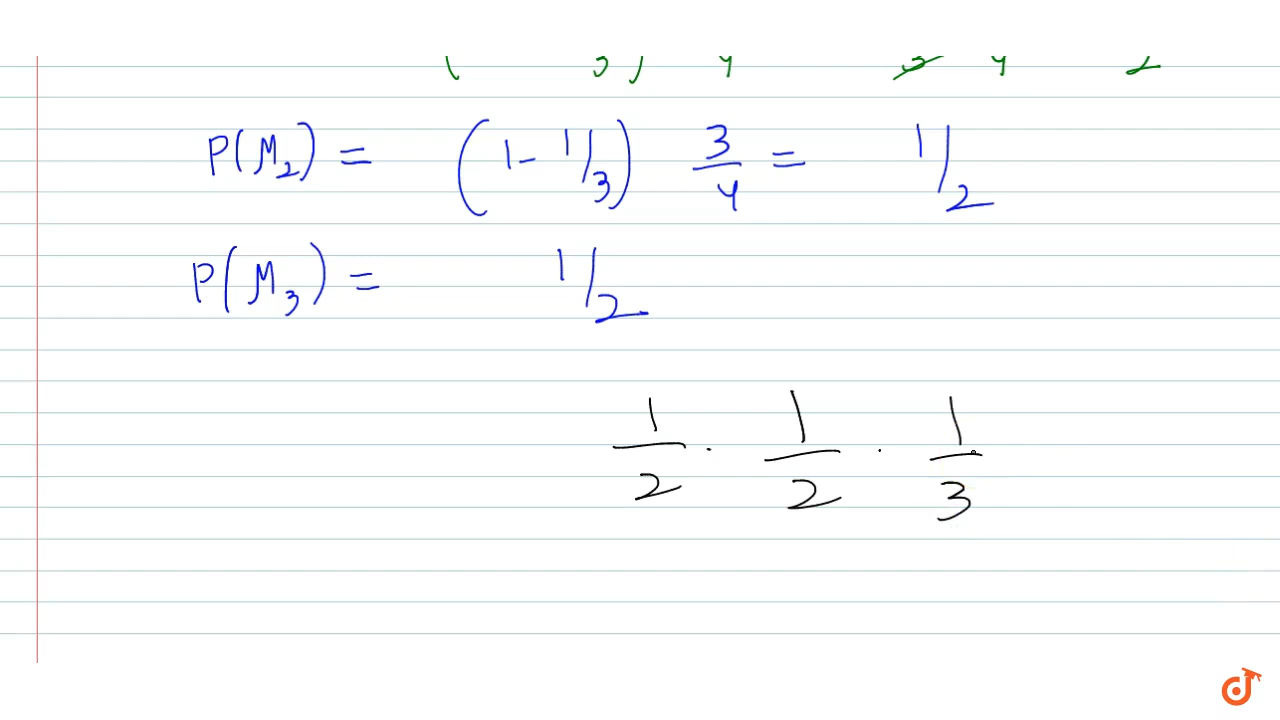 P(M₂) = (1 - 1/3) 3/4 = 1/2
P(M₃) = 1/2
1/2 · 1/2 · 1/3